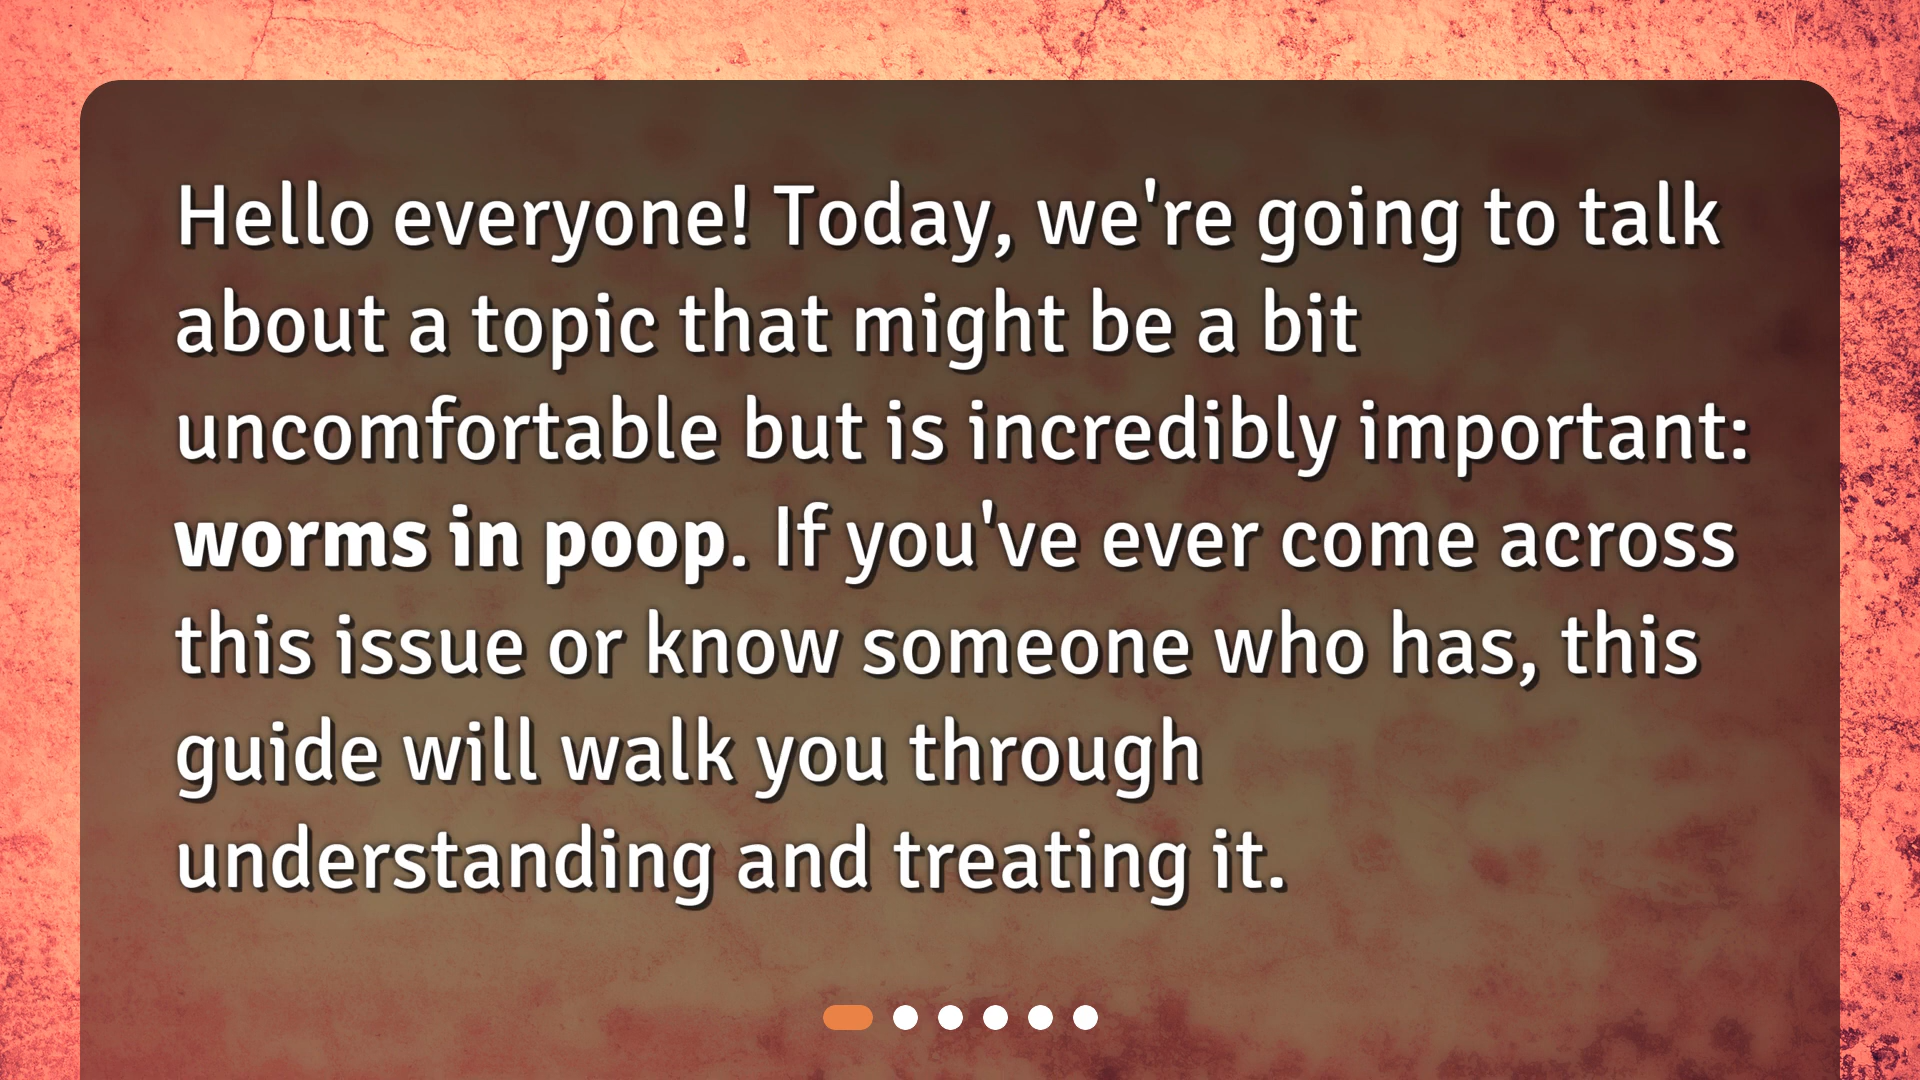 Hello everyone! Today, we're going to talk
about a topic that might be a bit
uncomfortable but is incredibly important:
worms in poop. If you've ever come across
this issue or know someone who has, this
guide will walk you through
understanding and treating it.